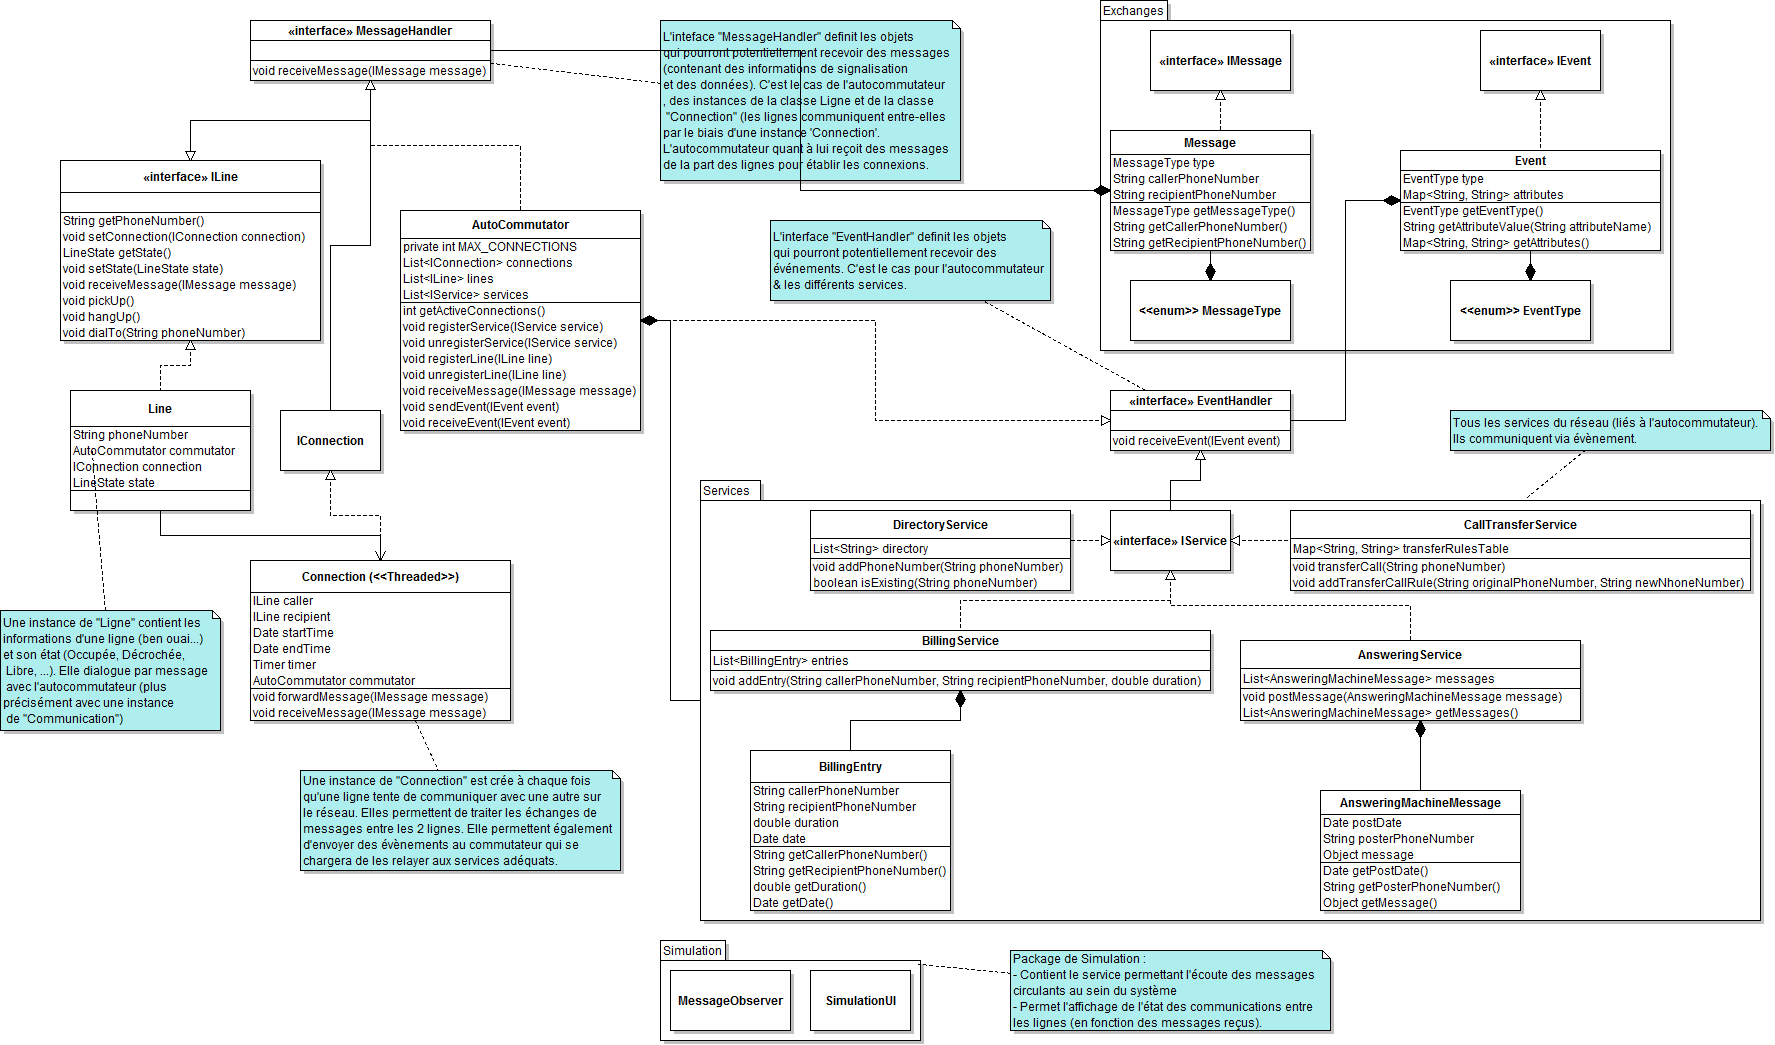 «interface» MessageHandler
void receiveMessage(IMessage message)
L'inteface "MessageHandler" definit les objets
qui pourront potentiellement recevoir des messages
(contenant des informations de signalisation
et des données). C'est le cas de l'autocommutateur
, des instances de la classe Ligne et de la classe
"Connection" (les lignes communiquent entre-elles
par le biais d'une instance 'Connection'.
L'autocommutateur quant à lui reçoit des messages
de la part des lignes pour établir les connexions.
Exchanges
«interface» IMessage
«interface» IEvent
Message
MessageType type
String callerPhoneNumber
String recipientPhoneNumber
MessageType getMessageType()
String getCallerPhoneNumber()
String getRecipientPhoneNumber()
Event
EventType type
Map<String, String> attributes
EventType getEventType()
String getAttributeValue(String attributeName)
Map<String, String> getAttributes()
<<enum>> MessageType
<<enum>> EventType
«interface» ILine
String getPhoneNumber()
void setConnection(IConnection connection)
LineState getState()
void setState(LineState state)
void receiveMessage(IMessage message)
void pickUp()
void hangUp()
void dialTo(String phoneNumber)
AutoCommutator
private int MAX_CONNECTIONS
List<IConnection> connections
List<ILine> lines
List<IService> services
int getActiveConnections()
void registerService(IService service)
void unregisterService(IService service)
void registerLine(ILine line)
void unregisterLine(ILine line)
void receiveMessage(IMessage message)
void sendEvent(IEvent event)
void receiveEvent(IEvent event)
L'interface "EventHandler" definit les objets
qui pourront potentiellement recevoir des
événements. C'est le cas pour l'autocommutateur
& les différents services.
«interface» EventHandler
void receiveEvent(IEvent event)
Tous les services du réseau (liés à l'autocommutateur).
Ils communiquent via évènement.
Line
String phoneNumber
AutoCommutator commutator
IConnection connection
LineState state
IConnection
Connection (<<Threaded>>)
ILine caller
ILine recipient
Date startTime
Date endTime
Timer timer
AutoCommutator commutator
void forwardMessage(IMessage message)
void receiveMessage(IMessage message)
Une instance de "Ligne" contient les
informations d'une ligne (ben ouai...)
et son état (Occupée, Décrochée,
Libre, ...). Elle dialogue par message
avec l'autocommutateur (plus
précisément avec une instance
de "Communication")
Une instance de "Connection" est crée à chaque fois
qu'une ligne tente de communiquer avec une autre sur
le réseau. Elles permettent de traiter les échanges de
messages entre les 2 lignes. Elle permettent également
d'envoyer des évènements au commutateur qui se
chargera de les relayer aux services adéquats.
Services
DirectoryService
List<String> directory
void addPhoneNumber(String phoneNumber)
boolean isExisting(String phoneNumber)
«interface» IService
CallTransferService
Map<String, String> transferRulesTable
void transferCall(String phoneNumber)
void addTransferCallRule(String originalPhoneNumber, String newNhoneNumber)
BillingService
List<BillingEntry> entries
void addEntry(String callerPhoneNumber, String recipientPhoneNumber, double duration)
AnsweringService
List<AnsweringMachineMessage> messages
void postMessage(AnsweringMachineMessage message)
List<AnsweringMachineMessage> getMessages()
BillingEntry
String callerPhoneNumber
String recipientPhoneNumber
double duration
Date date
String getCallerPhoneNumber()
String getRecipientPhoneNumber()
double getDuration()
Date getDate()
AnsweringMachineMessage
Date postDate
String posterPhoneNumber
Object message
Date getPostDate()
String getPosterPhoneNumber()
Object getMessage()
Simulation
MessageObserver
SimulationUI
Package de Simulation :
- Contient le service permettant l'écoute des messages
circulants au sein du système
- Permet l'affichage de l'état des communications entre
les lignes (en fonction des messages reçus).